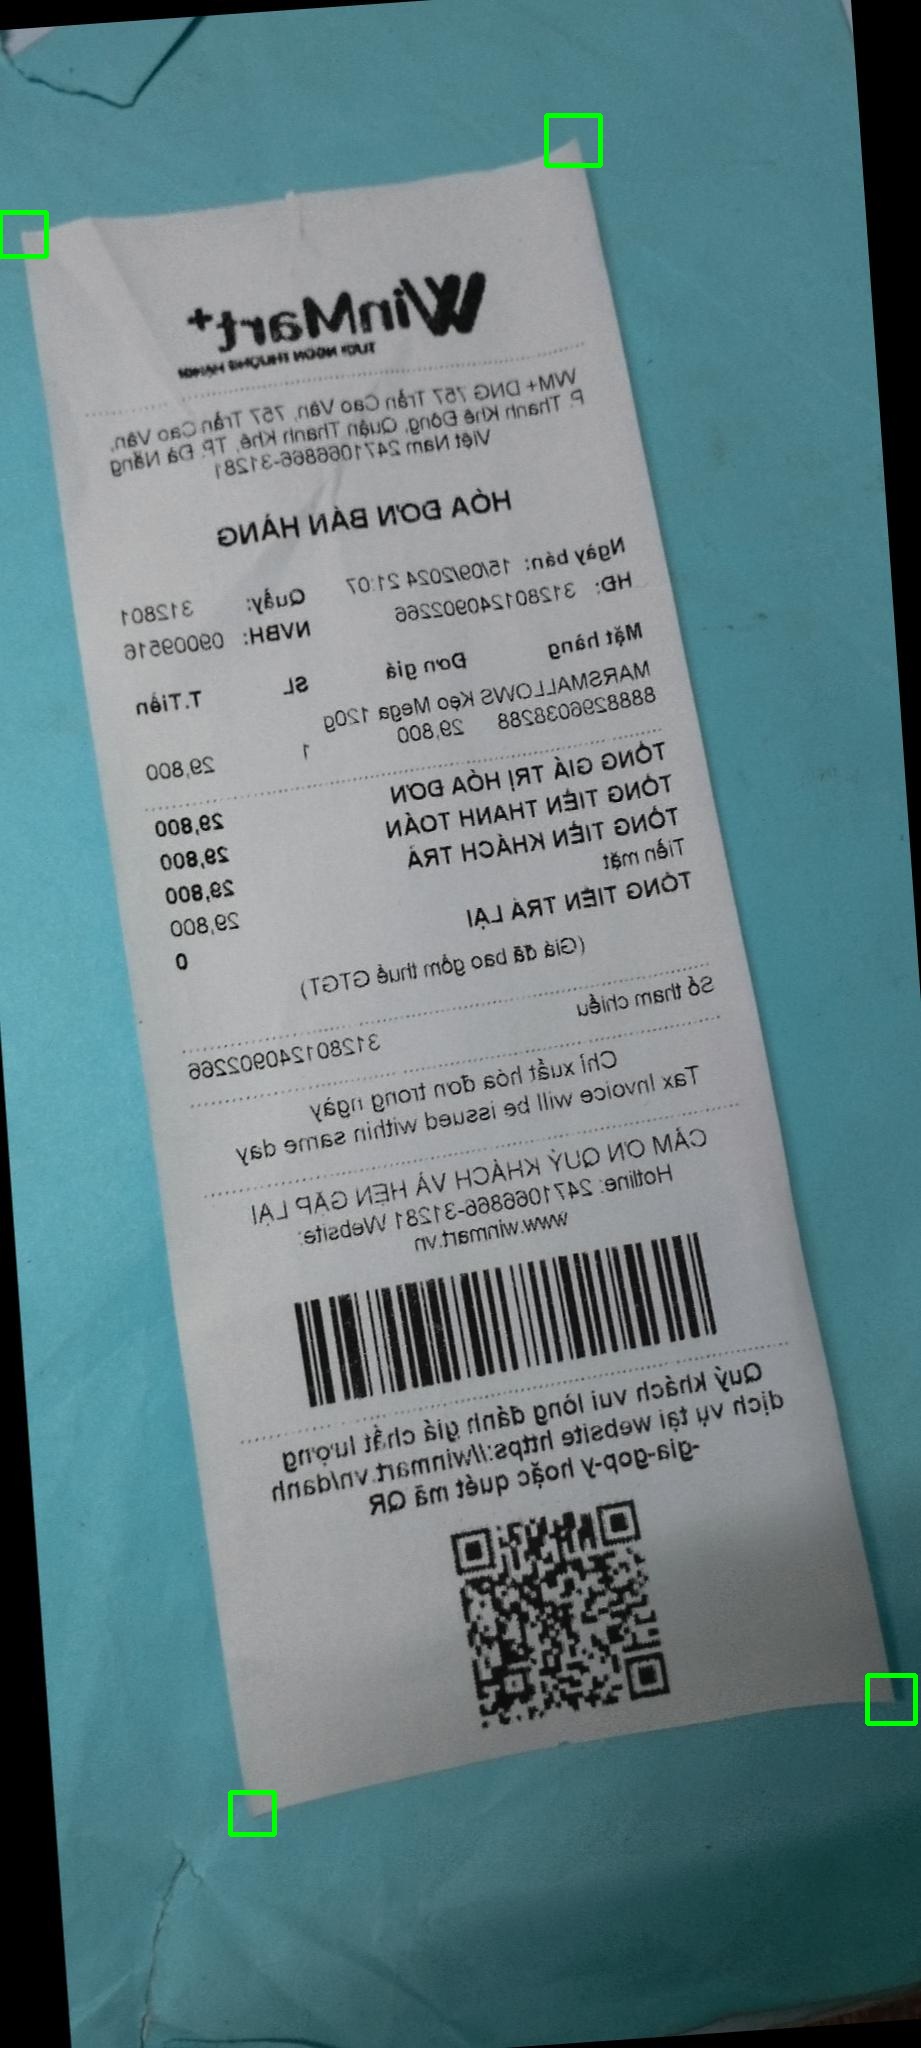 WinMart+
TƯƠI NGON THƯỢNG HẠNG!
WM+ DNG 757 Trần Cao Vân, 757 Trần Cao Vân,
P. Thanh Khê Đông, Quận Thanh Khê, TP. Đà Nẵng
Việt Nam 2471066866-31281
HÓA ĐƠN BÁN HÀNG
Ngày bán: 15/09/2024 21:07 Quầy: 312801
HĐ: 312801240902266 NVBH: 09009516
Mặt hàng Đơn giá SL T.Tiền
MARSMALLOWS Kẹo Mega 120g
8888296038288 29,800 1 29,800
TỔNG GIÁ TRỊ HÓA ĐƠN 29,800
TỔNG TIỀN THANH TOÁN 29,800
TỔNG TIỀN KHÁCH TRẢ 29,800
Tiền mặt 29,800
TỔNG TIỀN TRẢ LẠI 0
(Giá đã bao gồm thuế GTGT)
Số tham chiếu 312801240902266
Chỉ xuất hóa đơn trong ngày
Tax Invoice will be issued within same day
CẢM ƠN QUÝ KHÁCH VÀ HẸN GẶP LẠI
Hotline: 2471066866-31281 Website:
www.winmart.vn
Quý khách vui lòng đánh giá chất lượng
dịch vụ tại website https://winmart.vn/danh
-gia-gop-y hoặc quét mã QR